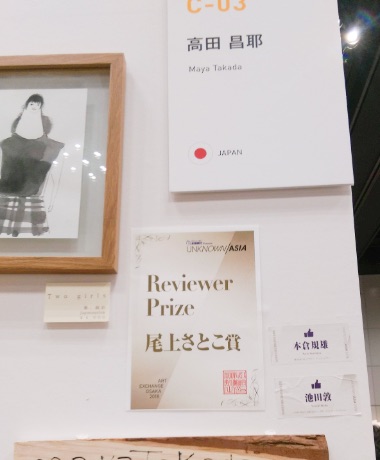 C-03
高田 昌耶
Maya Takada
JAPAN
UNKNOWN/ASIA
Reviewer
Prize
尾上さとこ賞
ART
EXCHANGE
OSAKA
Two girls
本倉規雄
池田敦